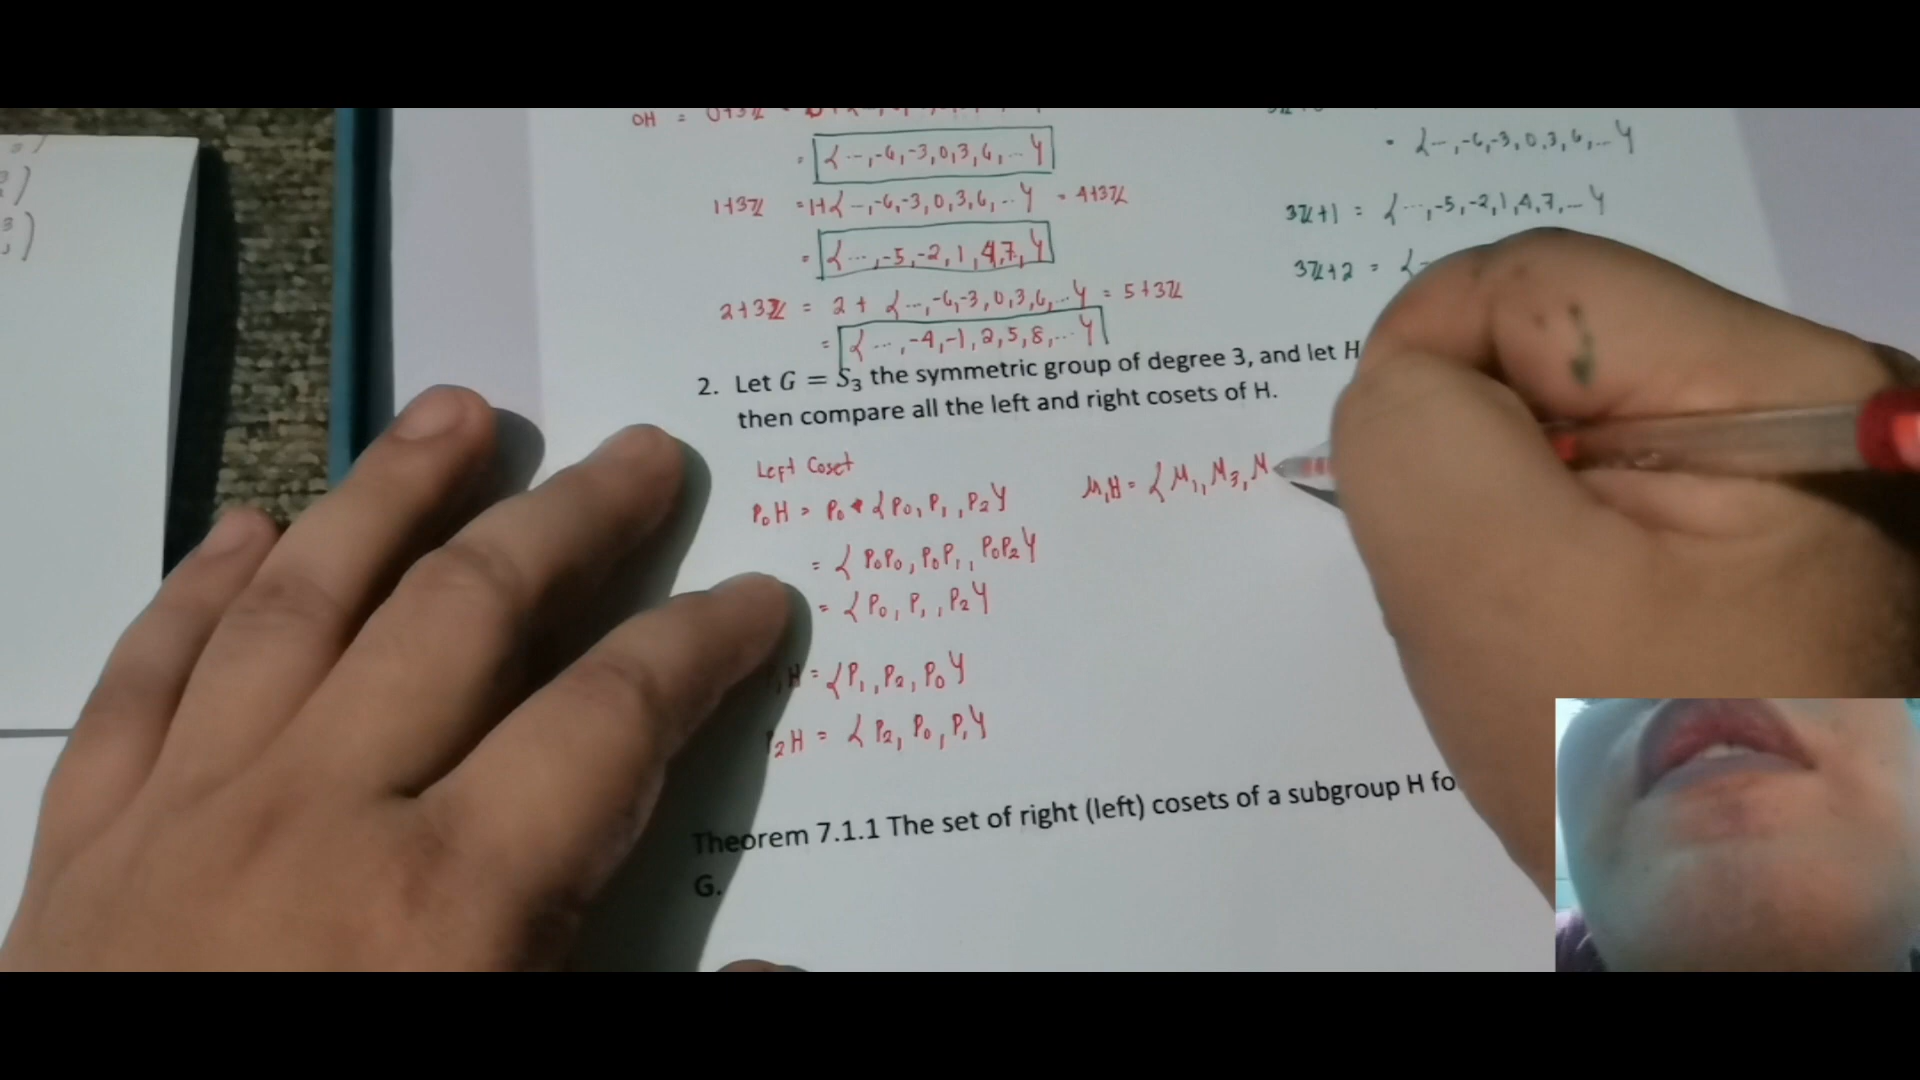 OH = 0+3ℤ
= {…,-6,-3,0,3,6,…}
1+3ℤ = 1+{…,-6,-3,0,3,6,…} = 4+3ℤ
= {…,-5,-2,1,4,7,…}
2+3ℤ = 2 + {…,-6,-3,0,3,6,…} = 5+3ℤ
= {…,-4,-1,2,5,8,…}
= {…,-6,-3,0,3,6,…}
3ℤ+1 = {…,-5,-2,1,4,7,…}
3ℤ+2 = {
2. Let G = S₃ the symmetric group of degree 3, and let H
then compare all the left and right cosets of H.
Left Coset
P₀H = P₀ • {P₀, P₁, P₂}
= {P₀P₀, P₀P₁, P₀P₂}
= {P₀, P₁, P₂}
H = {P₁, P₂, P₀}
P₂H = {P₂, P₀, P₁}
M₁H = {M₁, M₃, M
Theorem 7.1.1 The set of right (left) cosets of a subgroup H fo
G.